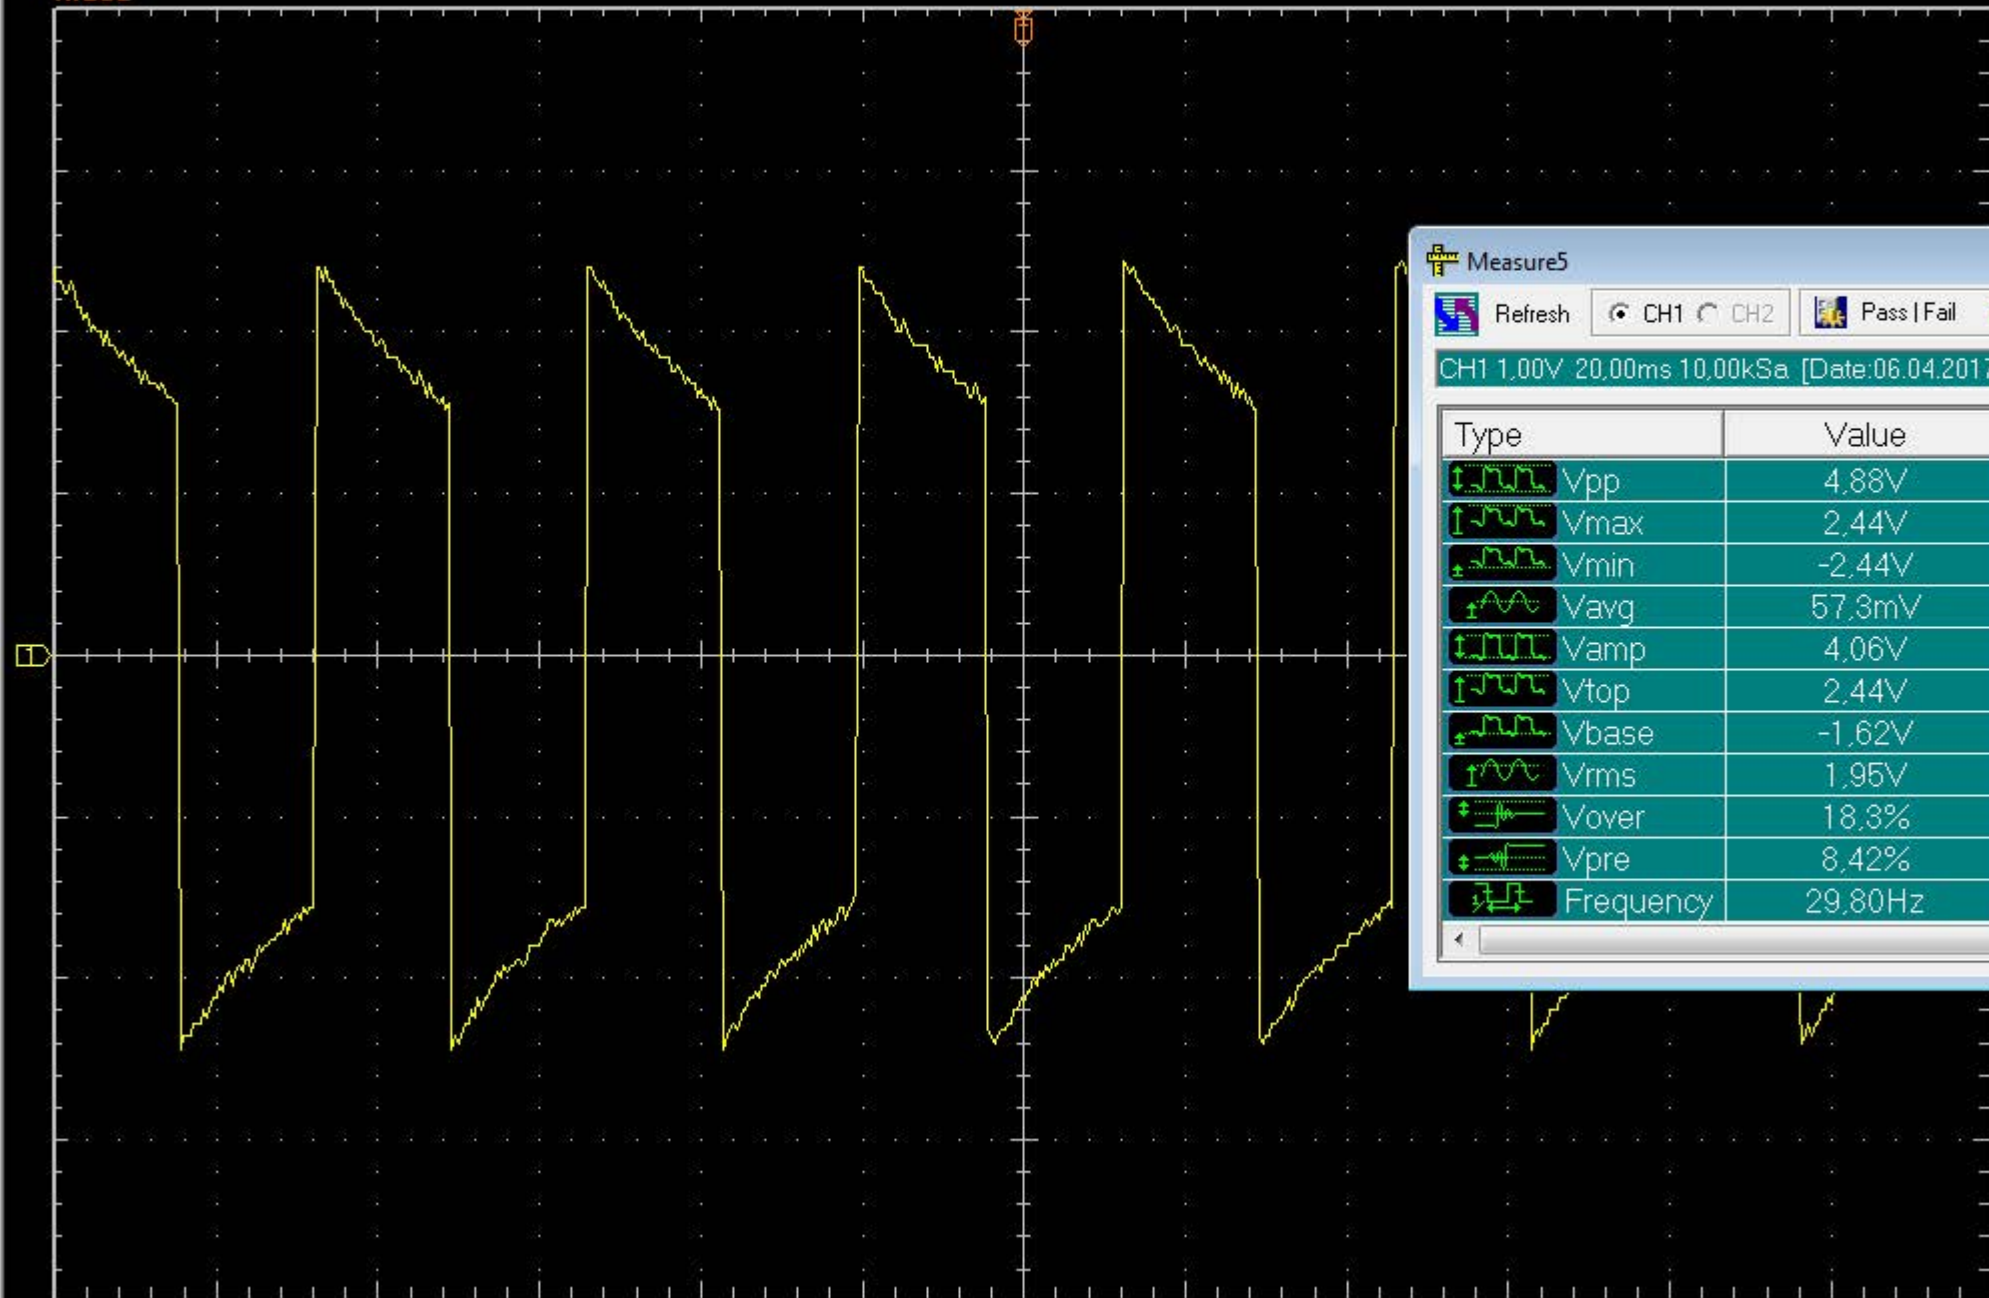 1
Measure5
Refresh CH1 CH2 Pass | Fail
CH1 1,00V 20,00ms 10,00kSa [Date:06.04.2017
Type Value
Vpp 4,88V
Vmax 2,44V
Vmin -2,44V
Vavg 57,3mV
Vamp 4,06V
Vtop 2,44V
Vbase -1,62V
Vrms 1,95V
Vover 18,3%
Vpre 8,42%
Frequency 29,80Hz